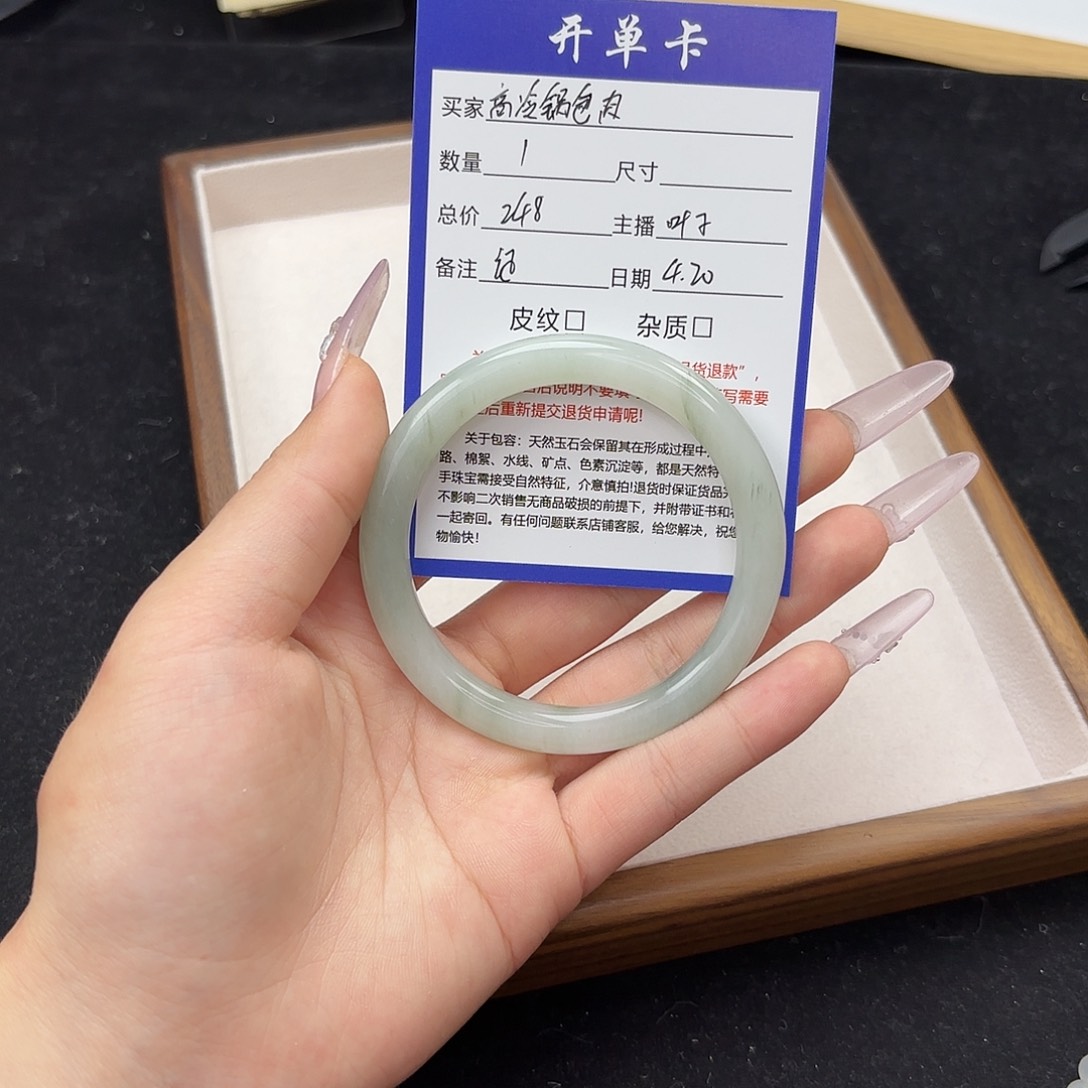 开单卡
买家 高冷锅包肉
数量 1 尺寸
总价 248 主播 叶子
备注 日期 4.20
皮纹□ 杂质□
货退款”，
后说明不要填 写需要
后重新提交退货申请呢!
关于包容：天然玉石会保留其在形成过程中
路、棉絮、水线、矿点、色素沉淀等，都是天然特
手珠宝需接受自然特征，介意慎拍!退货时保证货品
不影响二次销售无商品破损的前提下，并附带证书和
一起寄回。有任何问题联系店铺客服，给您解决，祝您
物愉快！